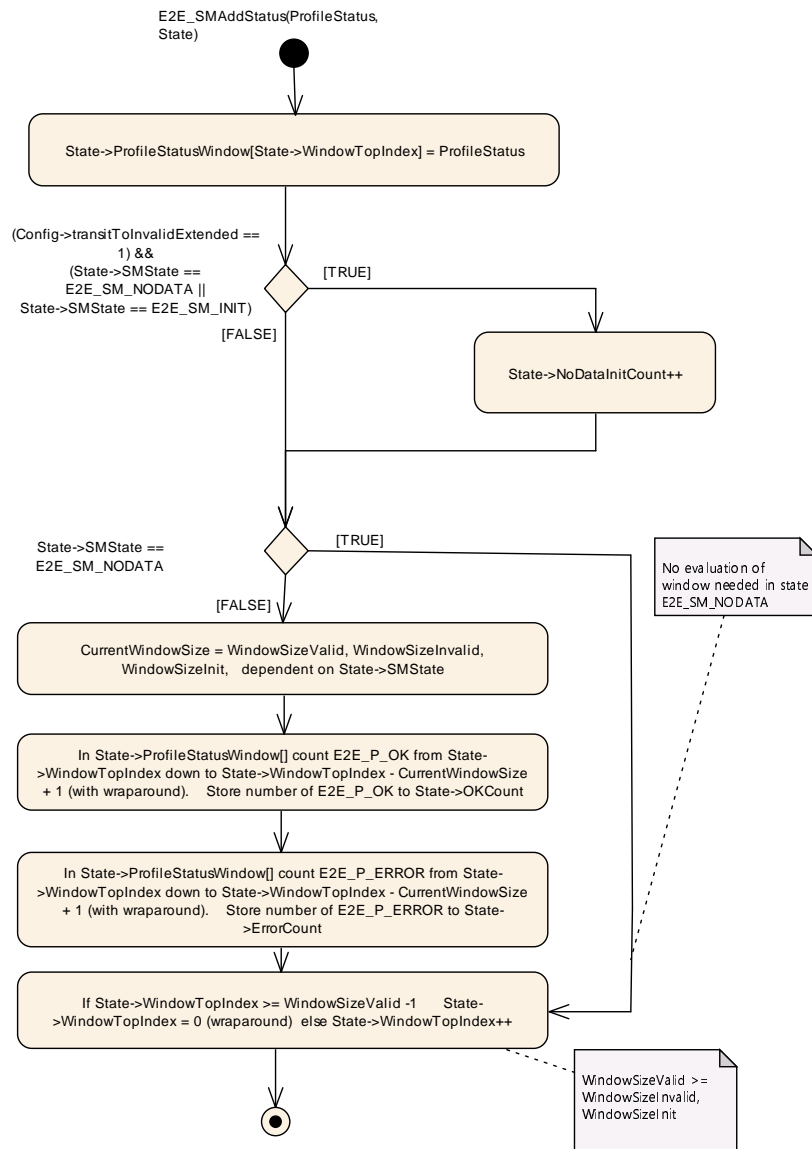 E2E_SMAddStatus(ProfileStatus,
State)
State->ProfileStatusWindow[State->WindowTopIndex] = ProfileStatus
(Config->transitToInvalidExtended ==
1) &&
(State->SMState ==
E2E_SM_NODATA ||
State->SMState == E2E_SM_INIT)
[TRUE]
[FALSE]
State->NoDataInitCount++
State->SMState ==
E2E_SM_NODATA
[TRUE]
No evaluation of
window needed in state
E2E_SM_NODATA
[FALSE]
CurrentWindowSize = WindowSizeValid, WindowSizeInvalid,
WindowSizeInit, dependent on State->SMState
In State->ProfileStatusWindow[] count E2E_P_OK from State-
>WindowTopIndex down to State->WindowTopIndex - CurrentWindowSize
+ 1 (with wraparound). Store number of E2E_P_OK to State->OKCount
In State->ProfileStatusWindow[] count E2E_P_ERROR from State-
>WindowTopIndex down to State->WindowTopIndex - CurrentWindowSize
+ 1 (with wraparound). Store number of E2E_P_ERROR to State-
>ErrorCount
If State->WindowTopIndex >= WindowSizeValid -1 State-
>WindowTopIndex = 0 (wraparound) else State->WindowTopIndex++
WindowSizeValid >=
WindowSizeInvalid,
WindowSizeInit